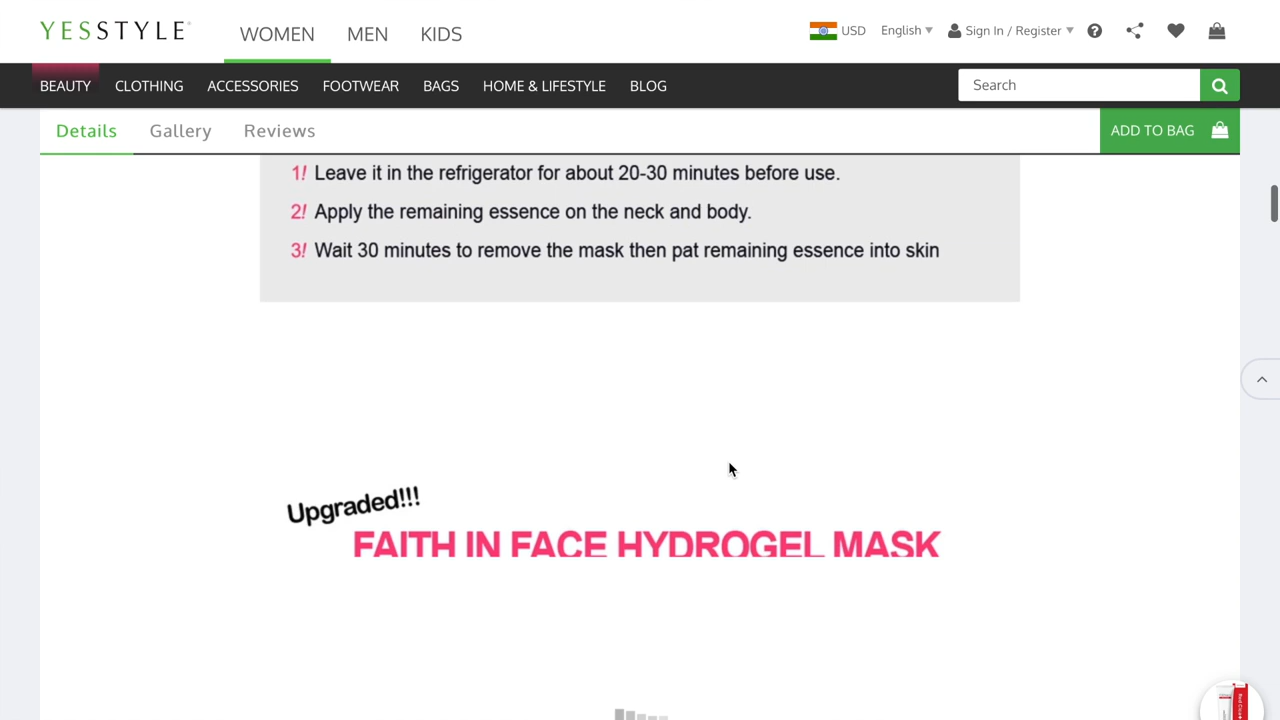 YESSTYLE
WOMEN MEN KIDS
USD English Sign In / Register
BEAUTY CLOTHING ACCESSORIES FOOTWEAR BAGS HOME & LIFESTYLE BLOG
Search
Details Gallery Reviews
ADD TO BAG
1! Leave it in the refrigerator for about 20-30 minutes before use.
2! Apply the remaining essence on the neck and body.
3! Wait 30 minutes to remove the mask then pat remaining essence into skin
Upgraded!!!
FAITH IN FACE HYDROGEL MASK